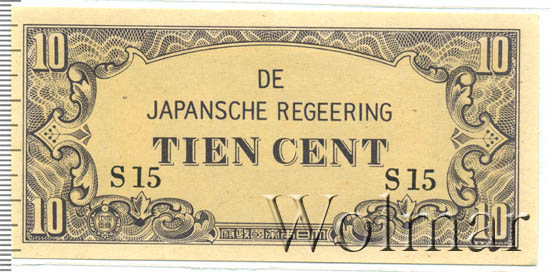 10 10
DE
JAPANSCHE REGEERING
TIEN CENT
S 15 S 15
10 10
Wolmar